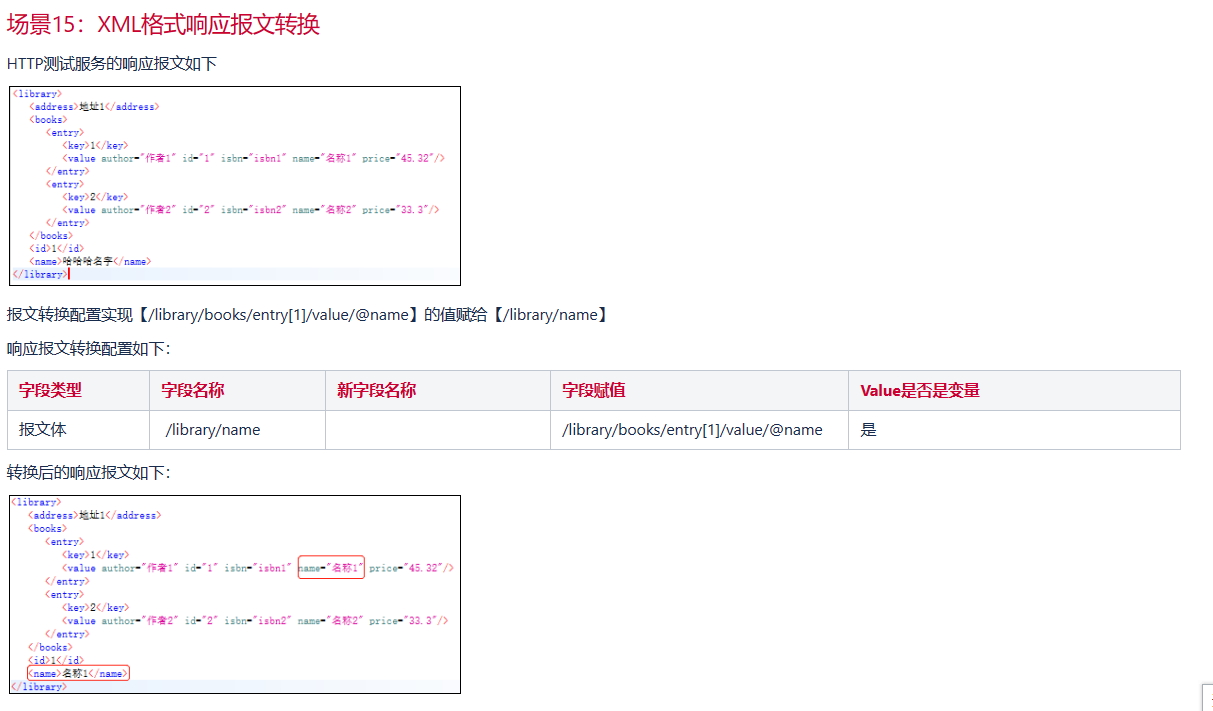 场景15：XML格式响应报文转换
HTTP测试服务的响应报文如下
<library>
<address>地址1</address>
<books>
<entry>
<key>1</key>
<value author="作者1" id="1" isbn="isbn1" name="名称1" price="45.32"/>
</entry>
<entry>
<key>2</key>
<value author="作者2" id="2" isbn="isbn2" name="名称2" price="33.3"/>
</entry>
</books>
<id>1</id>
<name>哈哈哈名字</name>
</library>
报文转换配置实现【/library/books/entry[1]/value/@name】的值赋给【/library/name】
响应报文转换配置如下：
字段类型 字段名称 新字段名称 字段赋值 Value是否是变量
报文体 /library/name /library/books/entry[1]/value/@name 是
转换后的响应报文如下：
<library>
<address>地址1</address>
<books>
<entry>
<key>1</key>
<value author="作者1" id="1" isbn="isbn1" name="名称1" price="45.32"/>
</entry>
<entry>
<key>2</key>
<value author="作者2" id="2" isbn="isbn2" name="名称2" price="33.3"/>
</entry>
</books>
<id>1</id>
<name>名称1</name>
</library>